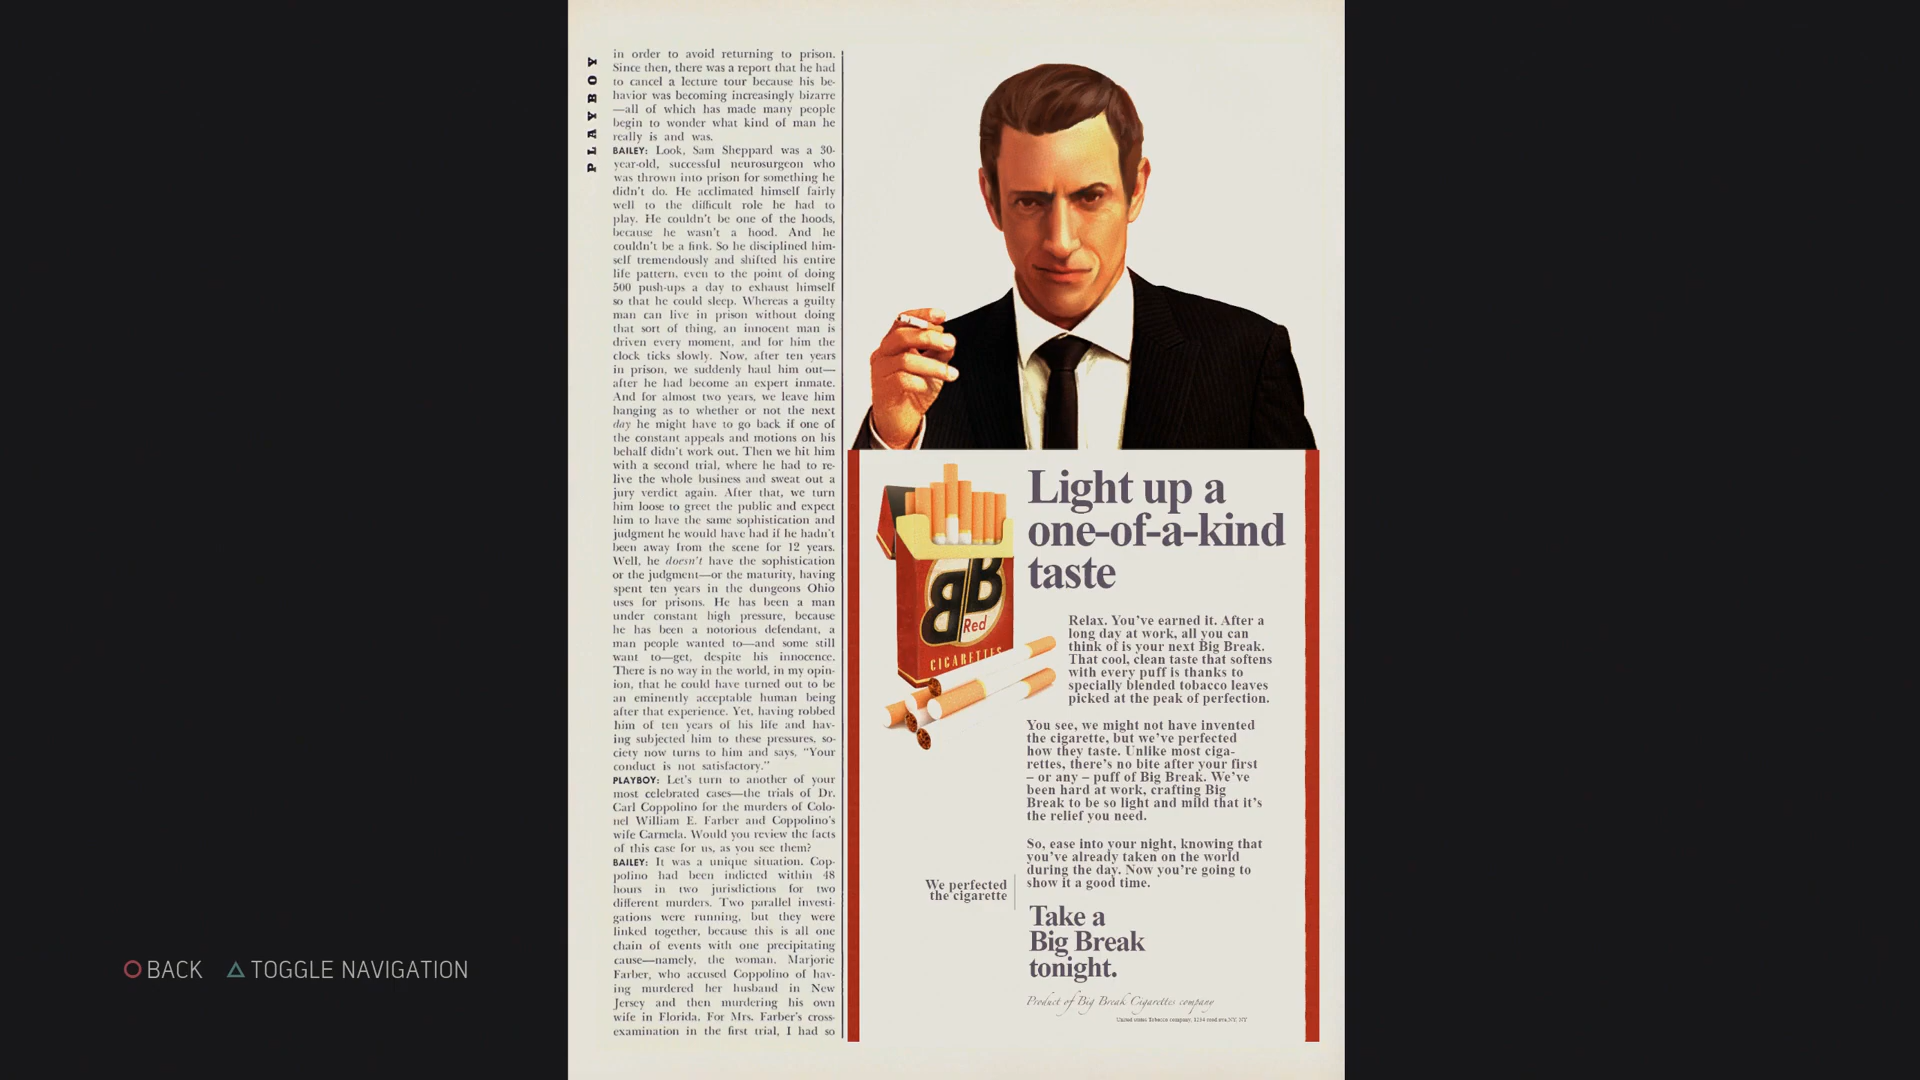 PLAYBOY
in order to avoid returning to prison.
Since then, there was a report that he had
to cancel a lecture tour because his be-
havior was becoming increasingly bizarre
—all of which has made many people
begin to wonder what kind of man he
really is and was.
BAILEY: Look, Sam Sheppard was a 30-
year-old, successful neurosurgeon who
was thrown into prison for something he
didn't do. He acclimated himself fairly
well to the difficult role he had to
play. He couldn't be one of the hoods,
because he wasn't a hood. And he
couldn't be a fink. So he disciplined him-
self tremendously and shifted his entire
life pattern, even to the point of doing
500 push-ups a day to exhaust himself
so that he could sleep. Whereas a guilty
man can live in prison without doing
that sort of thing, an innocent man is
driven every moment, and for him the
clock ticks slowly. Now, after ten years
in prison, we suddenly haul him out—
after he had become an expert inmate.
And for almost two years, we leave him
hanging as to whether or not the next
day he might have to go back if one of
the constant appeals and motions on his
behalf didn't work out. Then we hit him
with a second trial, where he had to re-
live the whole business and sweat out a
jury verdict again. After that, we turn
him loose to greet the public and expect
him to have the same sophistication and
judgment he would have had if he hadn't
been away from the scene for 12 years.
Well, he doesn't have the sophistication
or the judgment—or the maturity, having
spent ten years in the dungeons Ohio
uses for prisons. He has been a man
under constant high pressure, because
he has been a notorious defendant, a
man people wanted to—and some still
want to—get, despite his innocence.
There is no way in the world, in my opin-
ion, that he could have turned out to be
an eminently acceptable human being
after that experience. Yet, having robbed
him of ten years of his life and hav-
ing subjected him to these pressures, so-
ciety now turns to him and says, "Your
conduct is not satisfactory."
PLAYBOY: Let's turn to another of your
most celebrated cases—the trials of Dr.
Carl Coppolino for the murders of Colo-
nel William E. Farber and Coppolino's
wife Carmela. Would you review the facts
of this case for us, as you see them?
BAILEY: It was a unique situation. Cop-
polino had been indicted within 48
hours in two jurisdictions for two
different murders. Two parallel investi-
gations were running, but they were
linked together, because this is all one
chain of events with one precipitating
cause—namely, the woman, Marjorie
Farber, who accused Coppolino of hav-
ing murdered her husband in New
Jersey and then murdering his own
wife in Florida. For Mrs. Farber's cross-
examination in the first trial, I had so
BB
Red
CIGARETTES
Light up a
one-of-a-kind
taste
Relax. You've earned it. After a
long day at work, all you can
think of is your next Big Break.
That cool, clean taste that softens
with every puff is thanks to
specially blended tobacco leaves
picked at the peak of perfection.
You see, we might not have invented
the cigarette, but we've perfected
how they taste. Unlike most ciga-
rettes, there's no bite after your first
– or any – puff of Big Break. We've
been hard at work, crafting Big
Break to be so light and mild that it's
the relief you need.
So, ease into your night, knowing that
you've already taken on the world
during the day. Now you're going to
show it a good time.
We perfected
the cigarette
Take a
Big Break
tonight.
Product of Big Break Cigarettes company
United states Tobacco company, 1234
BACK TOGGLE NAVIGATION